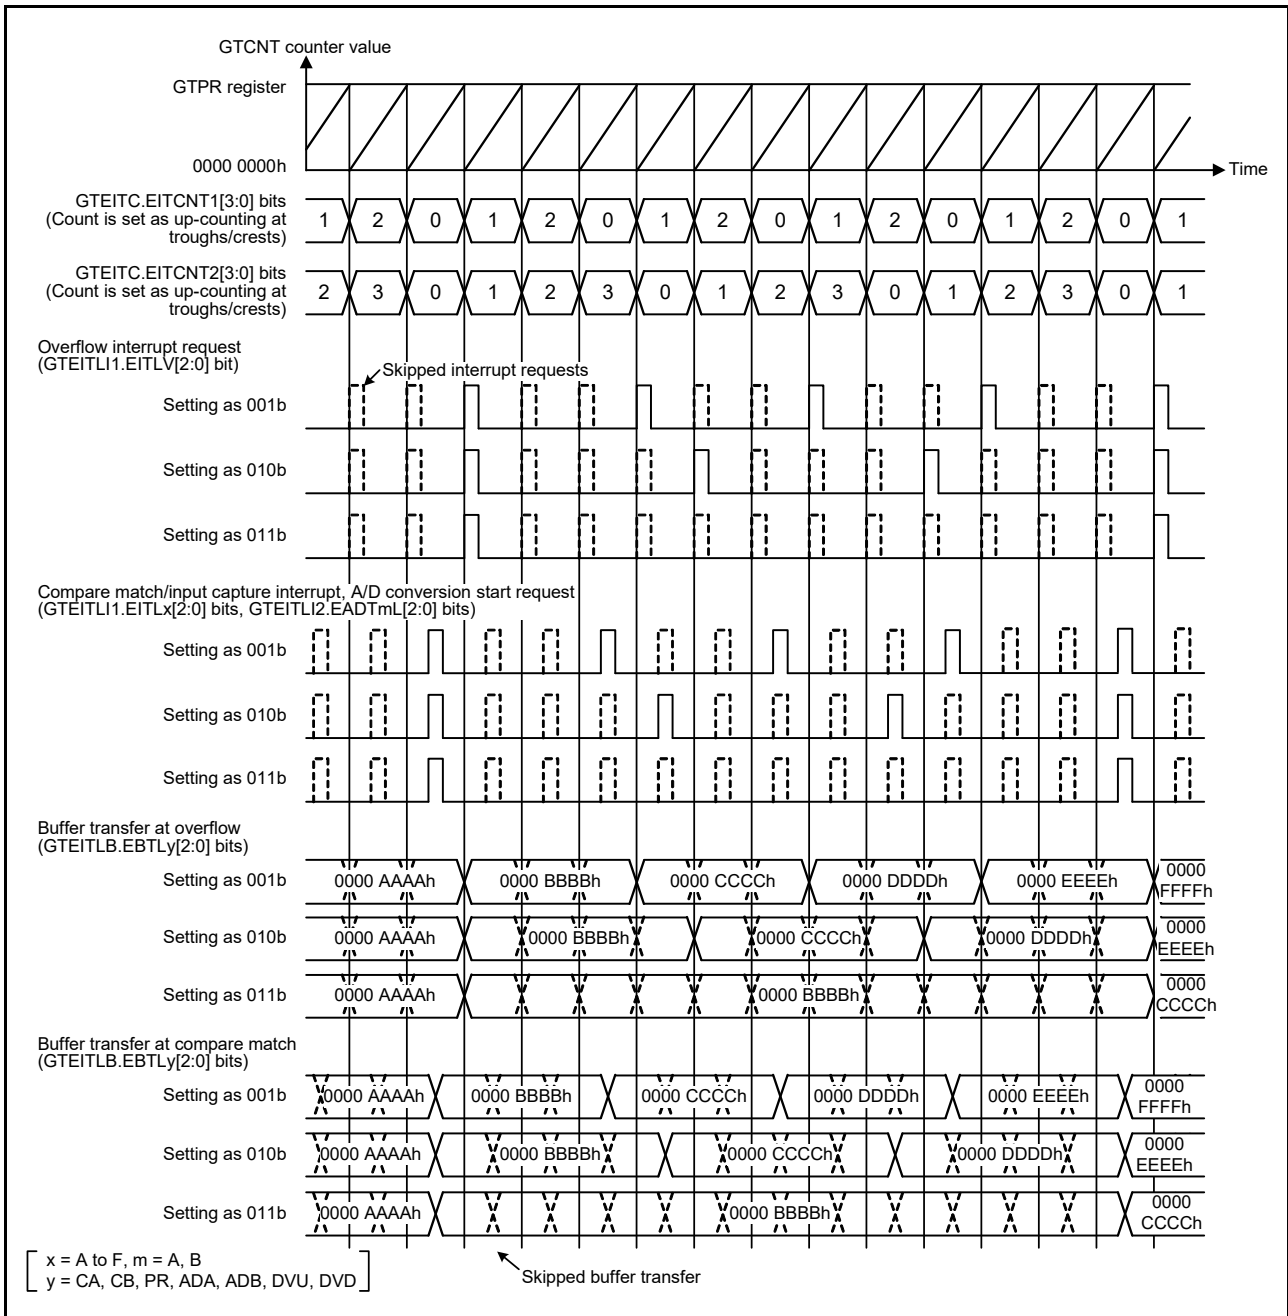 GTCNT counter value
GTPR register
0000 0000h
Time
GTEITC.EITCNT1[3:0] bits
(Count is set as up-counting at
troughs/crests)
1 2 0 1 2 0 1 2 0 1 2 0 1 2 0 1
GTEITC.EITCNT2[3:0] bits
(Count is set as up-counting at
troughs/crests)
2 3 0 1 2 3 0 1 2 3 0 1 2 3 0 1
Overflow interrupt request
(GTEITLI1.EITLV[2:0] bit)
Skipped interrupt requests
Setting as 001b
Setting as 010b
Setting as 011b
Compare match/input capture interrupt, A/D conversion start request
(GTEITLI1.EITLx[2:0] bits, GTEITLI2.EADTmL[2:0] bits)
Setting as 001b
Setting as 010b
Setting as 011b
Buffer transfer at overflow
(GTEITLB.EBTLy[2:0] bits)
Setting as 001b
0000 AAAAh 0000 BBBBh 0000 CCCCh 0000 DDDDh 0000 EEEEh 0000
FFFFh
Setting as 010b
0000 AAAAh 0000 BBBBh 0000 CCCCh 0000 DDDDh 0000
EEEEh
Setting as 011b
0000 AAAAh 0000 BBBBh 0000
CCCCh
Buffer transfer at compare match
(GTEITLB.EBTLy[2:0] bits)
Setting as 001b
0000 AAAAh 0000 BBBBh 0000 CCCCh 0000 DDDDh 0000 EEEEh 0000
FFFFh
Setting as 010b
0000 AAAAh 0000 BBBBh 0000 CCCCh 0000 DDDDh 0000
EEEEh
Setting as 011b
0000 AAAAh 0000 BBBBh 0000
CCCCh
x = A to F, m = A, B
y = CA, CB, PR, ADA, ADB, DVU, DVD
Skipped buffer transfer